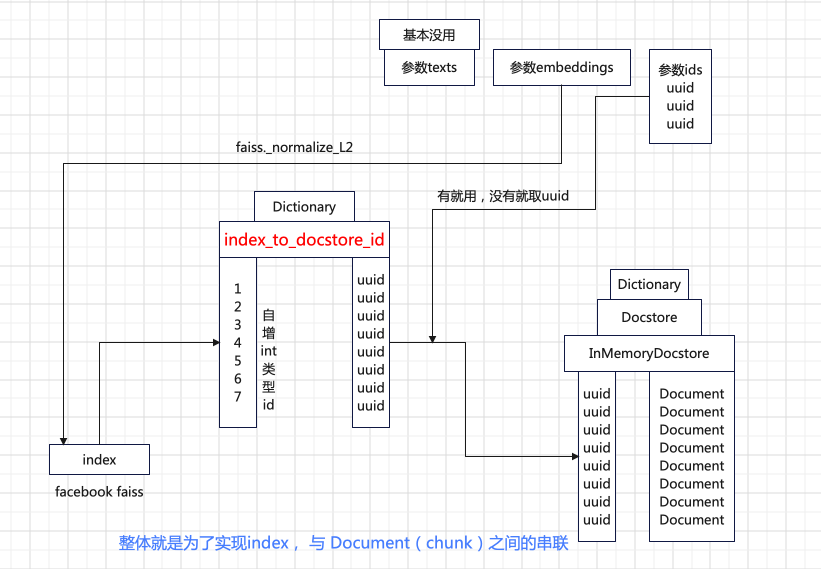 基本没用
参数texts
参数embeddings
参数ids
uuid
uuid
uuid
faiss._normalize_L2
有就用，没有就取uuid
Dictionary
index_to_docstore_id
1
2
3
4
5
6
7
自
增
int
类
型
id
uuid
uuid
uuid
uuid
uuid
uuid
uuid
uuid
Dictionary
Docstore
InMemoryDocstore
uuid
uuid
uuid
uuid
uuid
uuid
uuid
uuid
Document
Document
Document
Document
Document
Document
Document
Document
index
facebook faiss
整体就是为了实现index， 与 Document（chunk）之间的串联